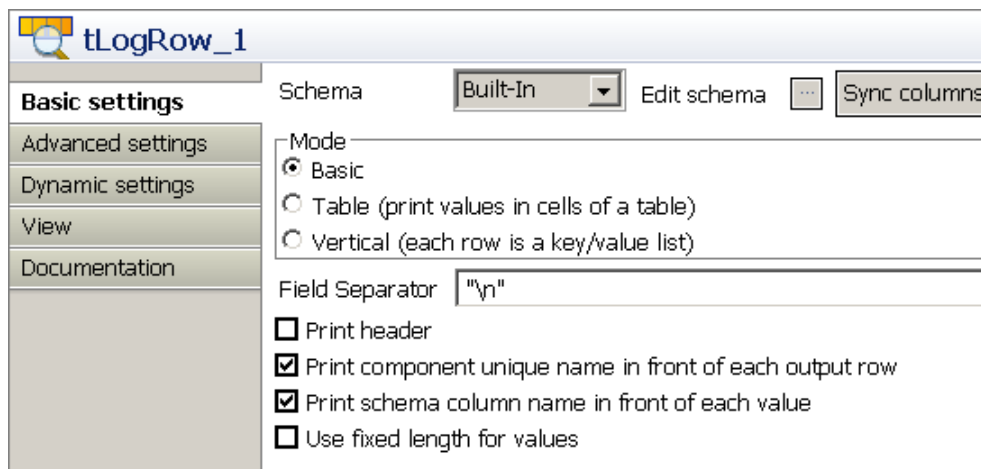 tLogRow_1
Basic settings
Advanced settings
Dynamic settings
View
Documentation
Schema Built-In Edit schema ... Sync columns
Mode
Basic
Table (print values in cells of a table)
Vertical (each row is a key/value list)
Field Separator "\n"
Print header
Print component unique name in front of each output row
Print schema column name in front of each value
Use fixed length for values